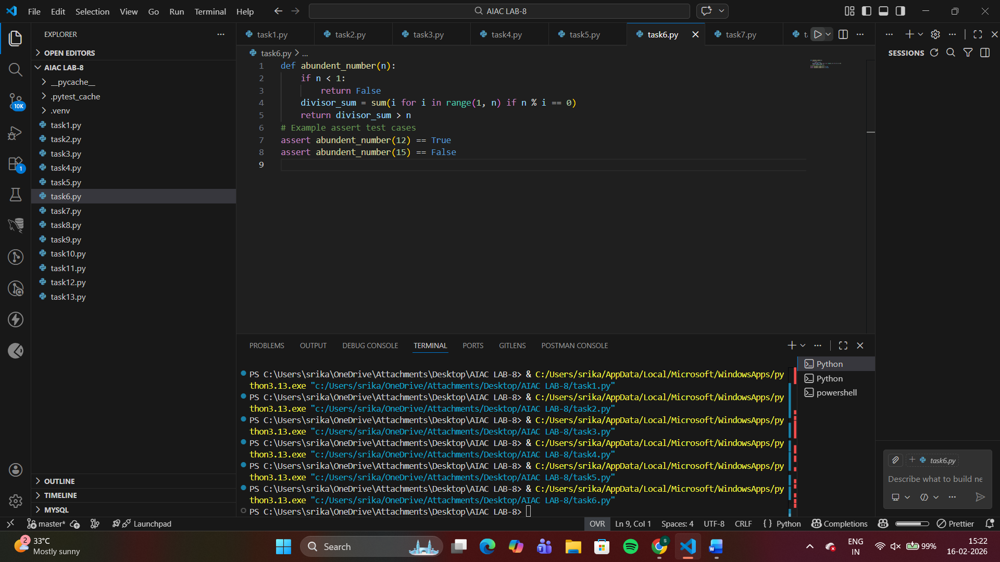 File Edit Selection View Go Run Terminal Help
AIAC LAB-8
EXPLORER
OPEN EDITORS
AIAC LAB-8
__pycache__
.pytest_cache
.venv
task1.py
task2.py
task3.py
task4.py
task5.py
task6.py
task7.py
task8.py
task9.py
task10.py
task11.py
task12.py
task13.py
OUTLINE
TIMELINE
MYSQL
10K
1
task1.py task2.py task3.py task4.py task5.py task6.py task7.py
task6.py > ...
1 def abundent_number(n):
2 if n < 1:
3 return False
4 divisor_sum = sum(i for i in range(1, n) if n % i == 0)
5 return divisor_sum > n
6 # Example assert test cases
7 assert abundent_number(12) == True
8 assert abundent_number(15) == False
9
PROBLEMS OUTPUT DEBUG CONSOLE TERMINAL PORTS GITLENS POSTMAN CONSOLE
PS C:\Users\srika\OneDrive\Attachments\Desktop\AIAC LAB-8> & C:/Users/srika/AppData/Local/Microsoft/WindowsApps/py
thon3.13.exe "c:/Users/srika/OneDrive/Attachments/Desktop/AIAC LAB-8/task1.py"
PS C:\Users\srika\OneDrive\Attachments\Desktop\AIAC LAB-8> & C:/Users/srika/AppData/Local/Microsoft/WindowsApps/py
thon3.13.exe "c:/Users/srika/OneDrive/Attachments/Desktop/AIAC LAB-8/task2.py"
PS C:\Users\srika\OneDrive\Attachments\Desktop\AIAC LAB-8> & C:/Users/srika/AppData/Local/Microsoft/WindowsApps/py
thon3.13.exe "c:/Users/srika/OneDrive/Attachments/Desktop/AIAC LAB-8/task3.py"
PS C:\Users\srika\OneDrive\Attachments\Desktop\AIAC LAB-8> & C:/Users/srika/AppData/Local/Microsoft/WindowsApps/py
thon3.13.exe "c:/Users/srika/OneDrive/Attachments/Desktop/AIAC LAB-8/task4.py"
PS C:\Users\srika\OneDrive\Attachments\Desktop\AIAC LAB-8> & C:/Users/srika/AppData/Local/Microsoft/WindowsApps/py
thon3.13.exe "c:/Users/srika/OneDrive/Attachments/Desktop/AIAC LAB-8/task5.py"
PS C:\Users\srika\OneDrive\Attachments\Desktop\AIAC LAB-8> & C:/Users/srika/AppData/Local/Microsoft/WindowsApps/py
thon3.13.exe "c:/Users/srika/OneDrive/Attachments/Desktop/AIAC LAB-8/task6.py"
PS C:\Users\srika\OneDrive\Attachments\Desktop\AIAC LAB-8>
Python
Python
powershell
SESSIONS
task6.py
Describe what to build ne
master* Launchpad
OVR Ln 9, Col 1 Spaces: 4 UTF-8 CRLF { } Python Completions Prettier
2
33°C
Mostly sunny
Search
ENG
IN
99%
15:22
16-02-2026